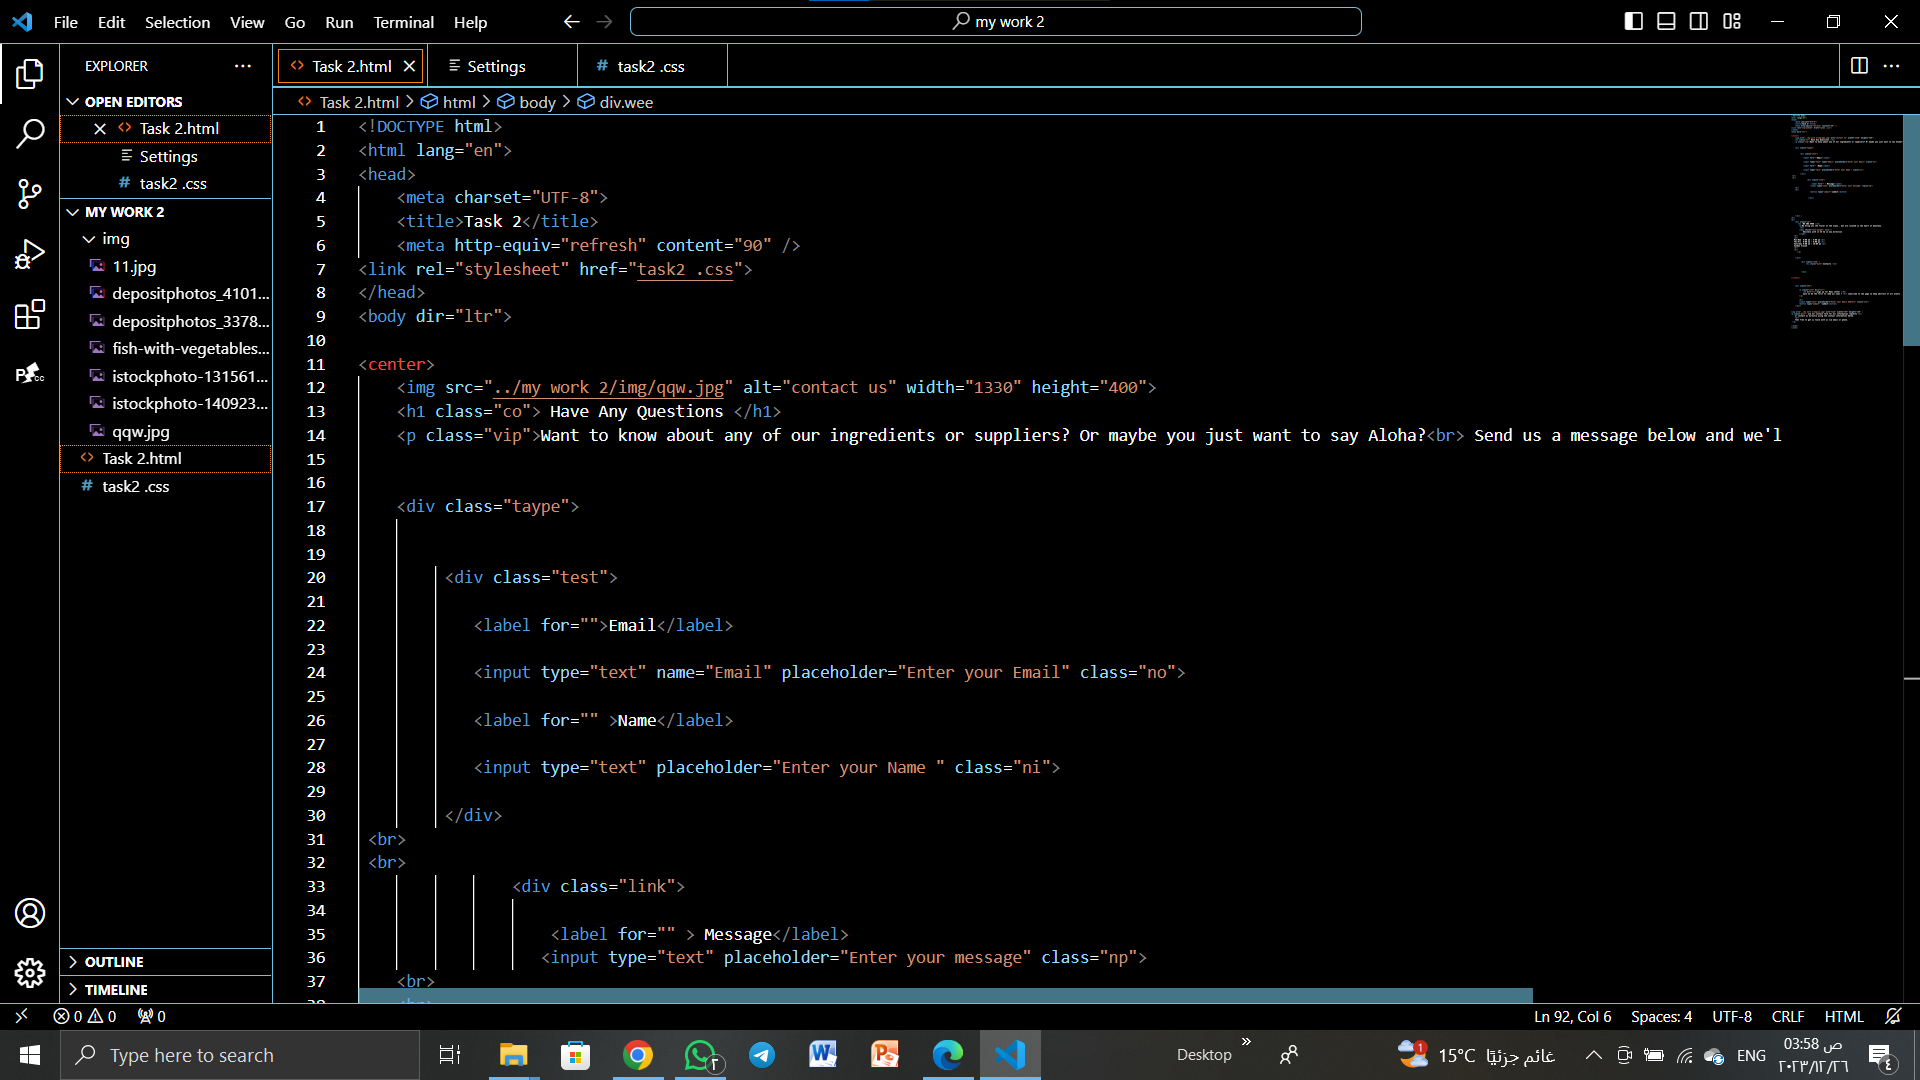 File Edit Selection View Go Run Terminal Help
my work 2
EXPLORER
OPEN EDITORS
Task 2.html
Settings
task2 .css
MY WORK 2
img
11.jpg
depositphotos_4101...
depositphotos_3378...
fish-with-vegetables...
istockphoto-131561...
istockphoto-140923...
qqw.jpg
Task 2.html
task2 .css
OUTLINE
TIMELINE
Task 2.html Settings task2 .css
Task 2.html > html > body > div.wee
1 <!DOCTYPE html>
2 <html lang="en">
3 <head>
4 <meta charset="UTF-8">
5 <title>Task 2</title>
6 <meta http-equiv="refresh" content="90" />
7 <link rel="stylesheet" href="task2 .css">
8 </head>
9 <body dir="ltr">
10
11 <center>
12 <img src="../my work 2/img/qqw.jpg" alt="contact us" width="1330" height="400">
13 <h1 class="co"> Have Any Questions </h1>
14 <p class="vip">Want to know about any of our ingredients or suppliers? Or maybe you just want to say Aloha?<br> Send us a message below and we'l
15
16
17 <div class="taype">
18
19
20 <div class="test">
21
22 <label for="">Email</label>
23
24 <input type="text" name="Email" placeholder="Enter your Email" class="no">
25
26 <label for="" >Name</label>
27
28 <input type="text" placeholder="Enter your Name " class="ni">
29
30 </div>
31 <br>
32 <br>
33 <div class="link">
34
35 <label for="" > Message</label>
36 <input type="text" placeholder="Enter your message" class="np">
37 <br>
38 <br>
0 0 0
Ln 92, Col 6 Spaces: 4 UTF-8 CRLF HTML
Type here to search
Desktop
1 15°C غائم جزئيًا
ENG
03:58 ص
٢٠٢٣/١٢/٢٦
٤